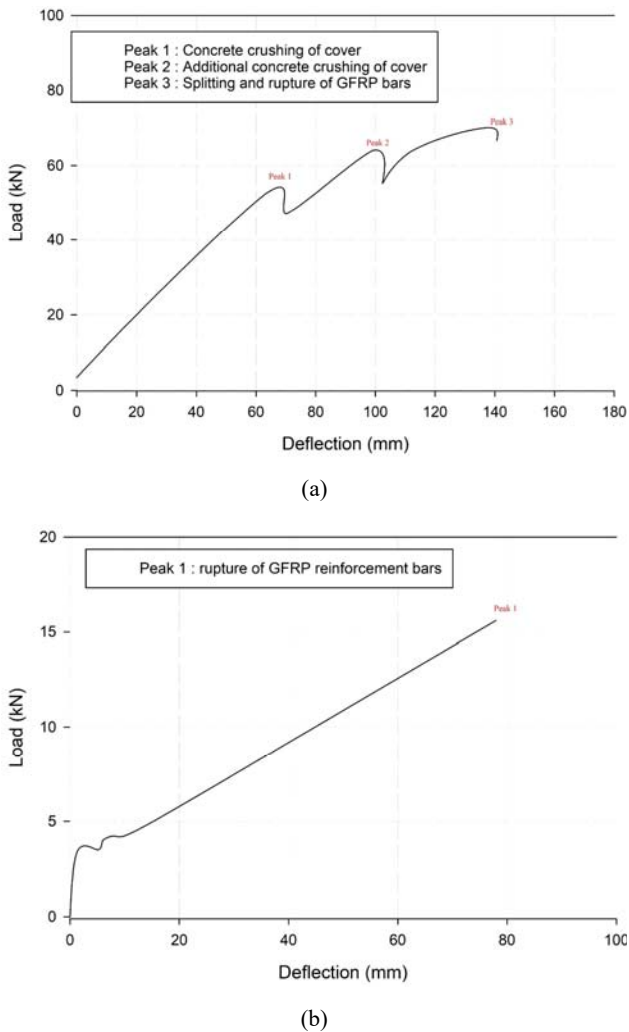 100
Peak 1 : Concrete crushing of cover
Peak 2 : Additional concrete crushing of cover
Peak 3 : Splitting and rupture of GFRP bars
80
60
40
20
0
Load (kN)
Peak 1
Peak 2
Peak 3
0 20 40 60 80 100 120 140 160 180
Deflection (mm)
(a)
20
Peak 1 : rupture of GFRP reinforcement bars
15
10
5
0
Load (kN)
Peak 1
0 20 40 60 80 100
Deflection (mm)
(b)